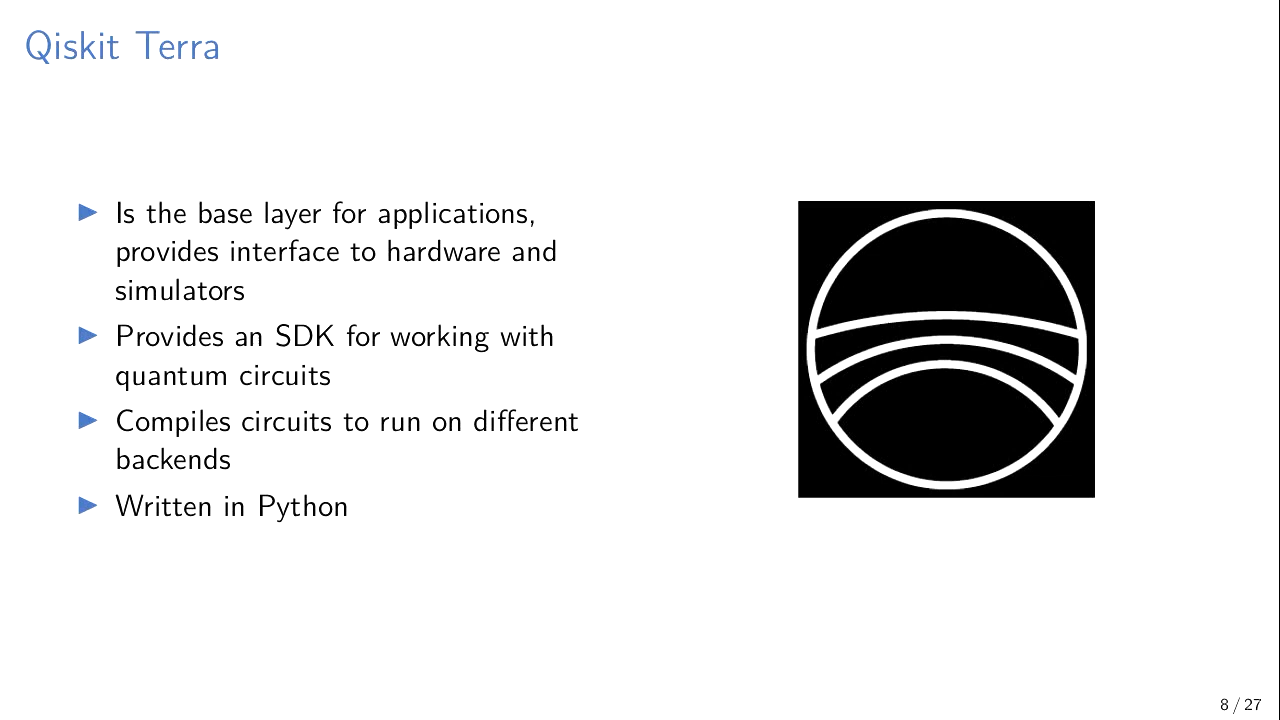 Qiskit Terra
Is the base layer for applications,
provides interface to hardware and
simulators
Provides an SDK for working with
quantum circuits
Compiles circuits to run on different
backends
Written in Python
8 / 27